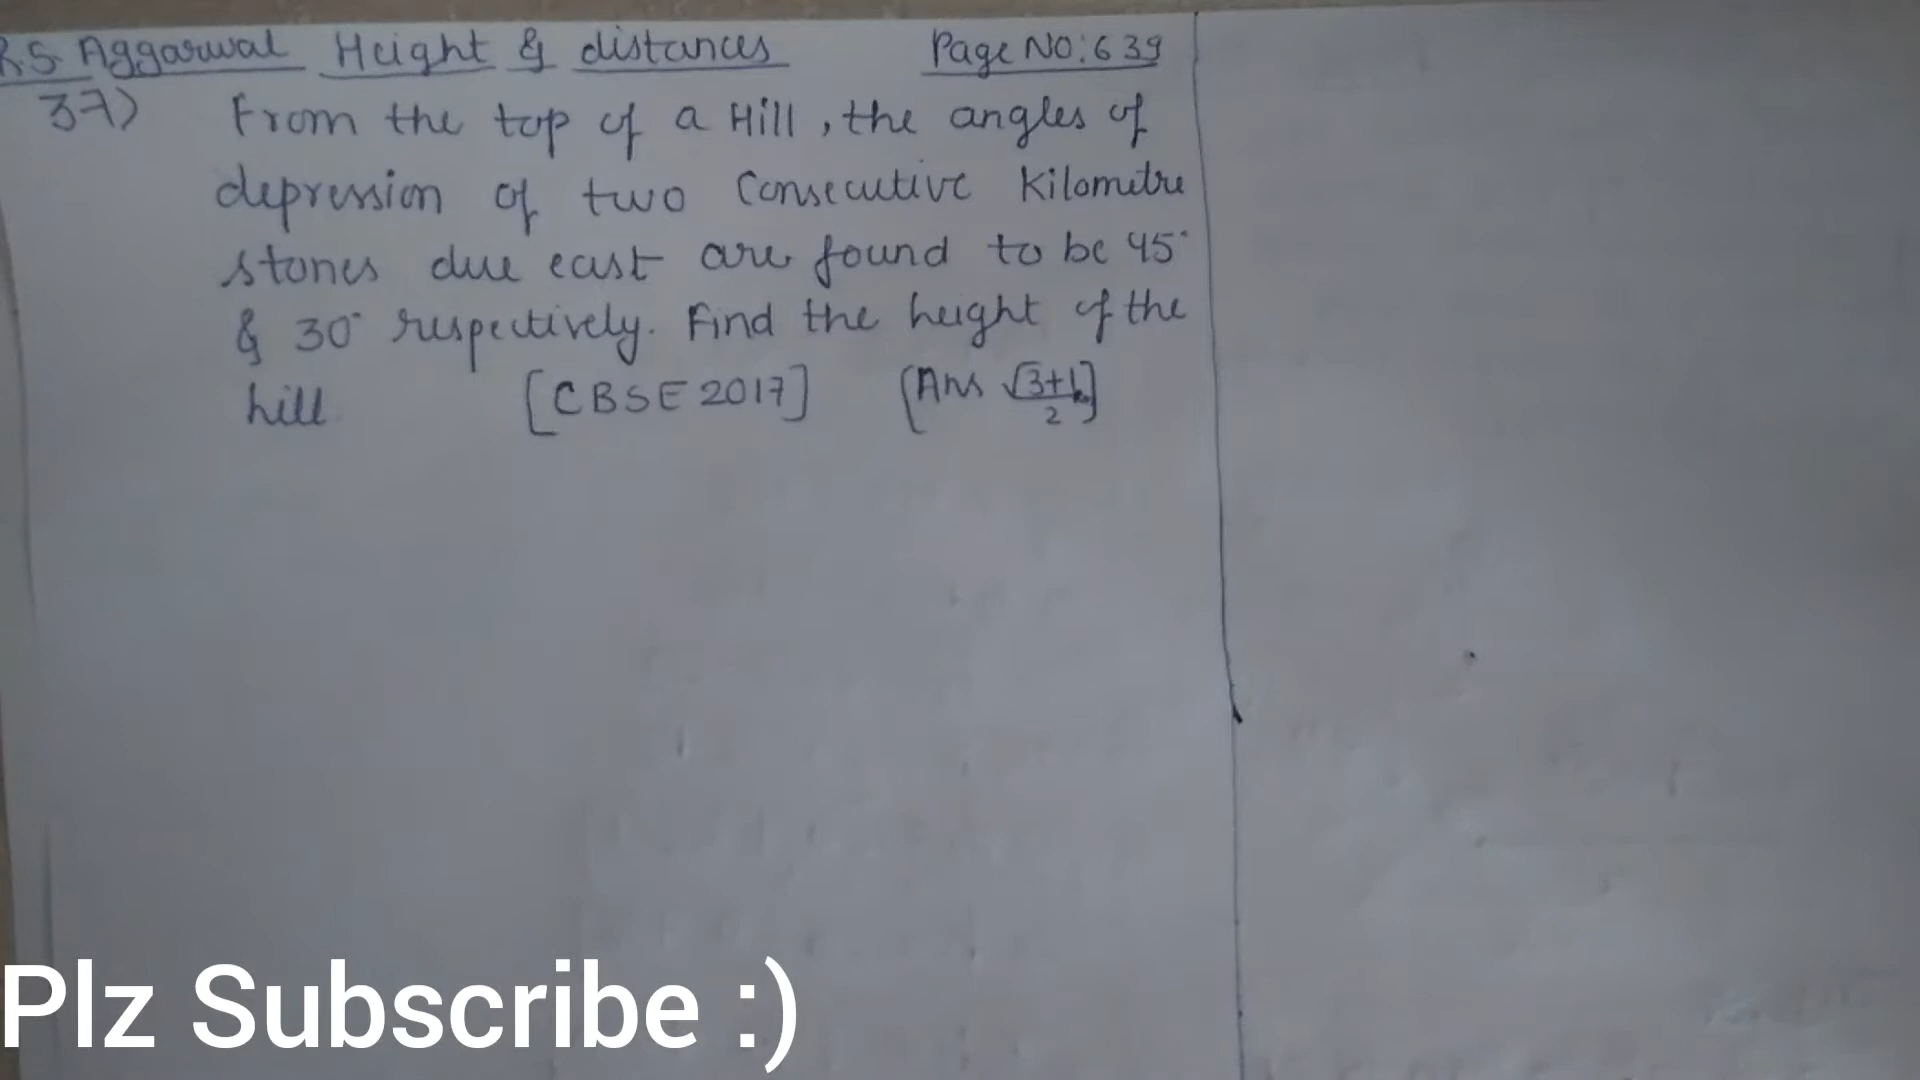 R.S. Aggarwal Height & distances Page NO: 639
37) From the top of a Hill, the angles of
depression of two Consecutive Kilometre
stones due east are found to be 45°
& 30° respectively. Find the height of the
hill [CBSE 2017] [Ans √3+1/2]
Plz Subscribe :)